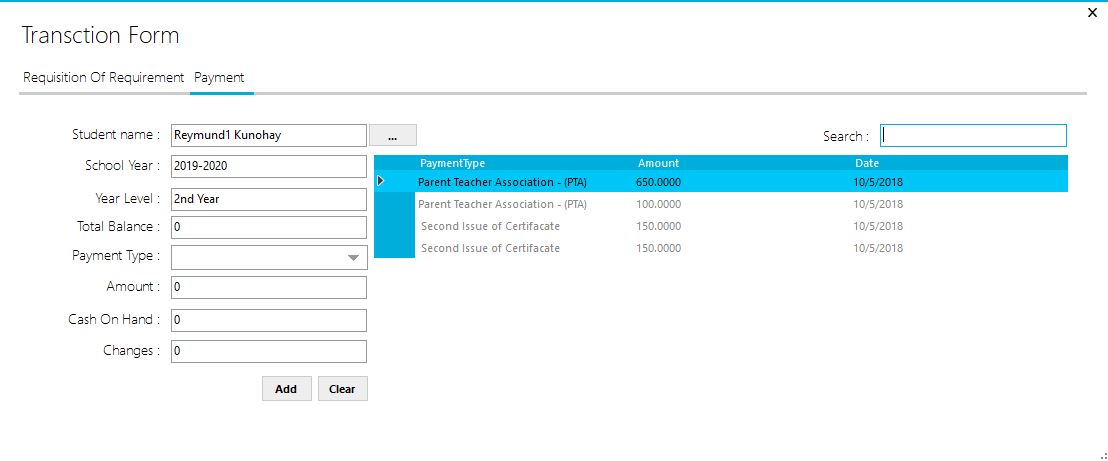 Transction Form
Requisition Of Requirement Payment
Student name : Reymund1 Kunohay ...
Search :
School Year : 2019-2020
Year Level : 2nd Year
Total Balance : 0
Payment Type :
Amount : 0
Cash On Hand : 0
Changes : 0
Add Clear
PaymentType Amount Date
Parent Teacher Association - (PTA) 650.0000 10/5/2018
Parent Teacher Association - (PTA) 100.0000 10/5/2018
Second Issue of Certifacate 150.0000 10/5/2018
Second Issue of Certifacate 150.0000 10/5/2018